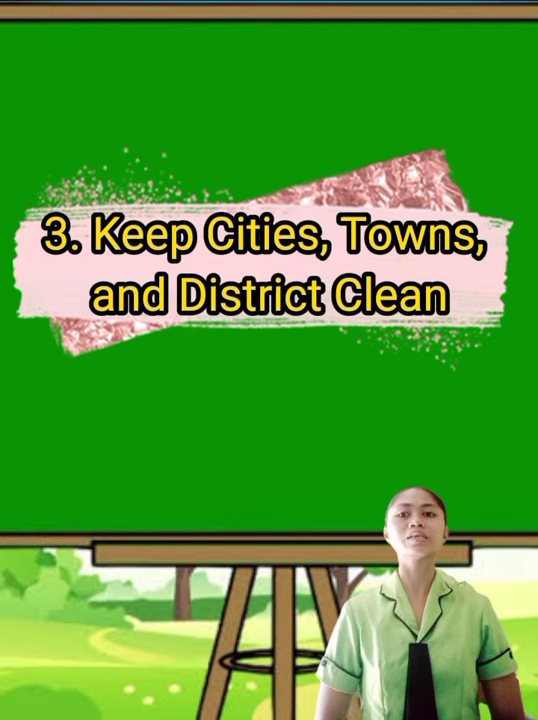 3. Keep Cities, Towns,
and District Clean